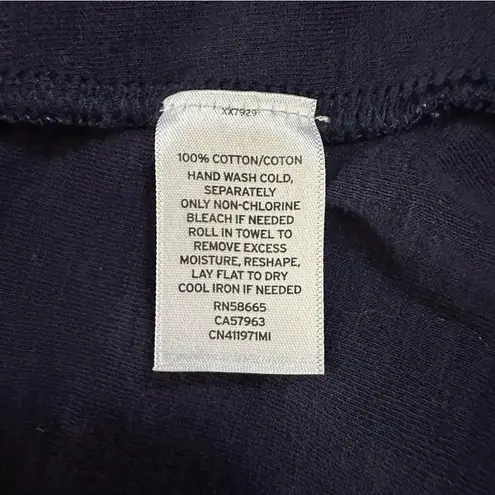 XX7929
100% COTTON/COTON
HAND WASH COLD,
SEPARATELY
ONLY NON-CHLORINE
BLEACH IF NEEDED
ROLL IN TOWEL TO
REMOVE EXCESS
MOISTURE, RESHAPE,
LAY FLAT TO DRY
COOL IRON IF NEEDED
RN58665
CA57963
CN411971MI